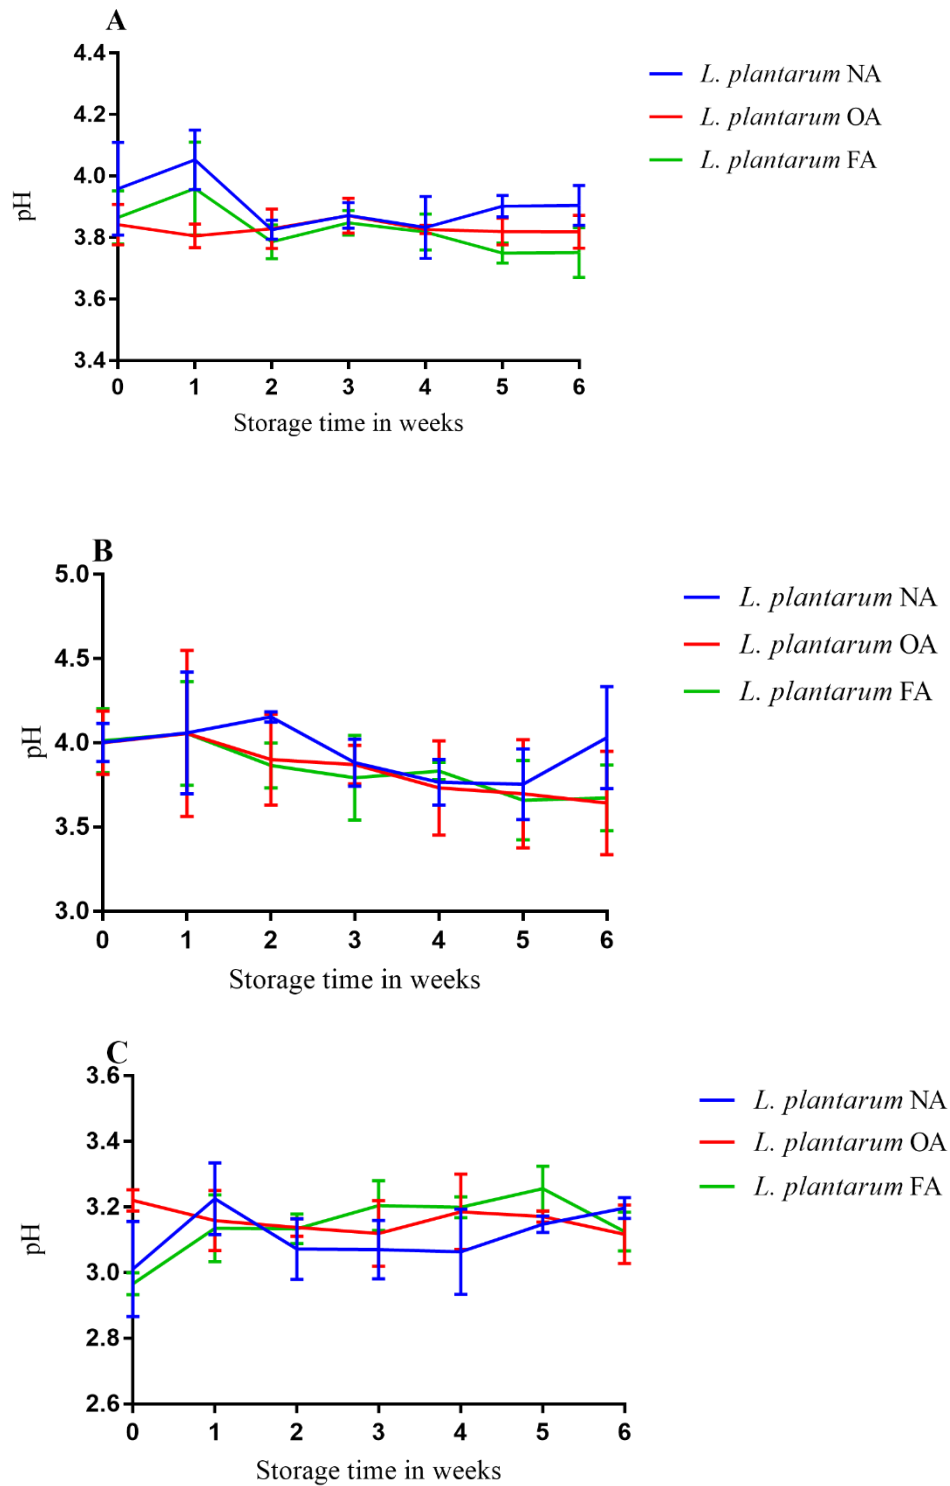 A
4.4
4.2
4.0
3.8
3.6
3.4
pH
0 1 2 3 4 5 6
Storage time in weeks
L. plantarum NA
L. plantarum OA
L. plantarum FA
B
5.0
4.5
4.0
3.5
3.0
pH
0 1 2 3 4 5 6
Storage time in weeks
L. plantarum NA
L. plantarum OA
L. plantarum FA
C
3.6
3.4
3.2
3.0
2.8
2.6
pH
0 1 2 3 4 5 6
Storage time in weeks
L. plantarum NA
L. plantarum OA
L. plantarum FA